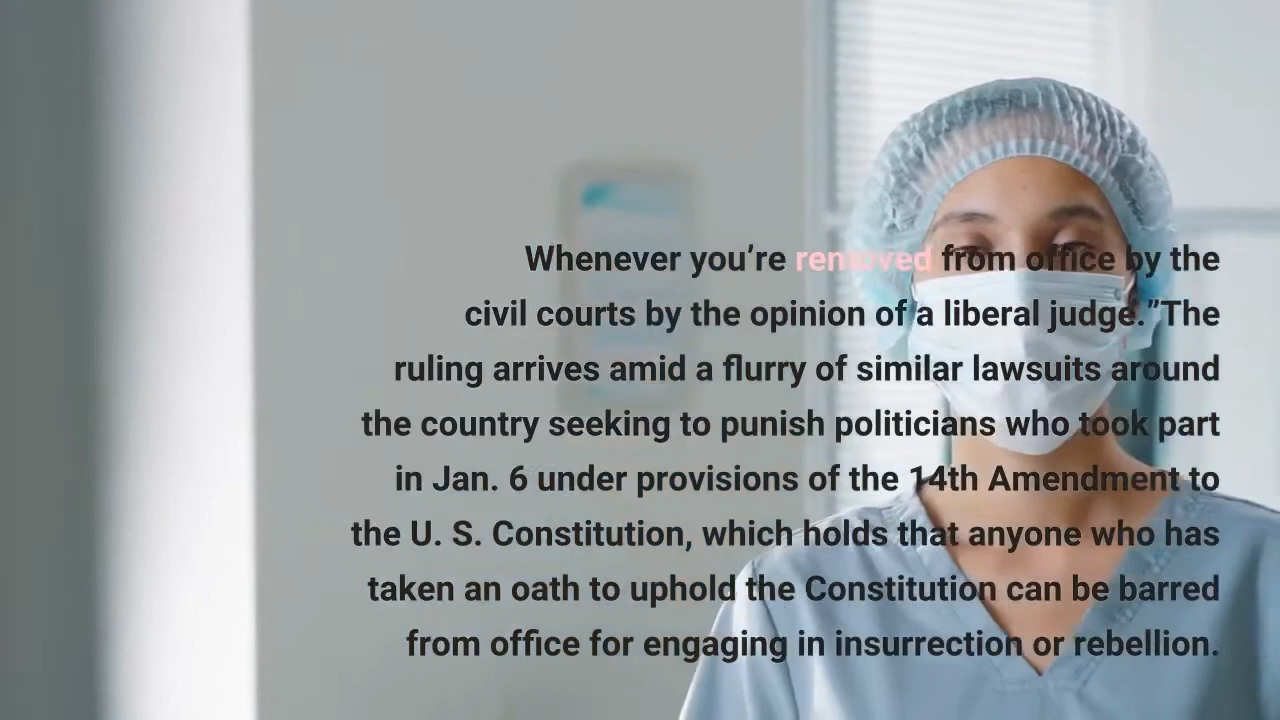 Whenever you’re removed from office by the
civil courts by the opinion of a liberal judge.”The
ruling arrives amid a flurry of similar lawsuits around
the country seeking to punish politicians who took part
in Jan. 6 under provisions of the 14th Amendment to
the U. S. Constitution, which holds that anyone who has
taken an oath to uphold the Constitution can be barred
from office for engaging in insurrection or rebellion.